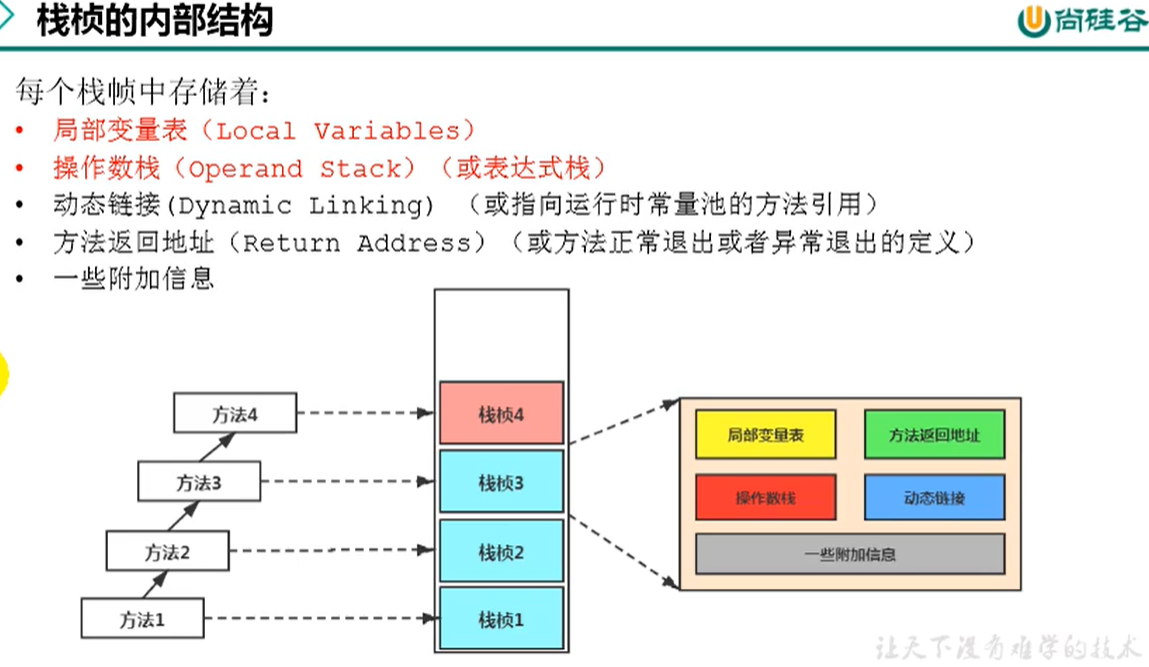 栈桢的内部结构
尚硅谷
每个栈帧中存储着：
• 局部变量表（Local Variables）
• 操作数栈（Operand Stack）（或表达式栈）
• 动态链接(Dynamic Linking) （或指向运行时常量池的方法引用）
• 方法返回地址（Return Address）（或方法正常退出或者异常退出的定义）
• 一些附加信息
方法4
栈桢4
局部变量表
方法返回地址
方法3
栈桢3
操作数栈
动态链接
方法2
栈桢2
一些附加信息
方法1
栈桢1
让天下没有难学的技术